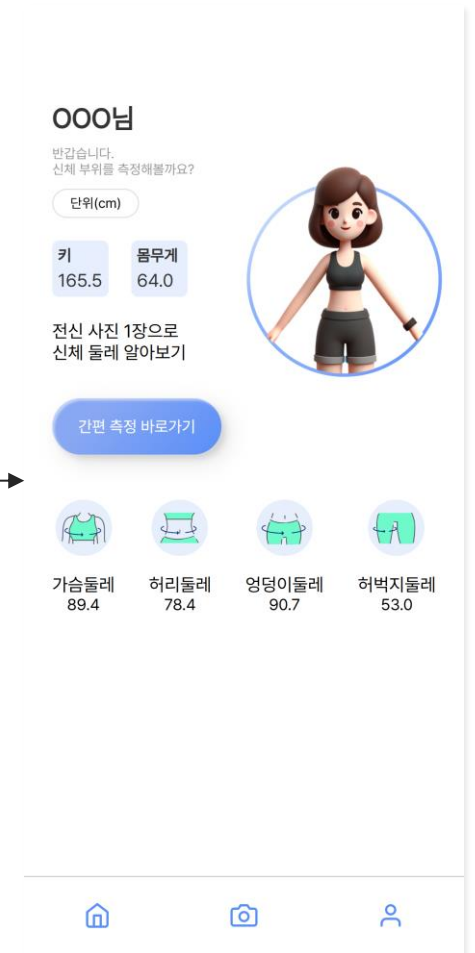 OOO님
반갑습니다.
신체 부위를 측정해볼까요?
단위(cm)
키
165.5
몸무게
64.0
전신 사진 1장으로
신체 둘레 알아보기
간편 측정 바로가기
가슴둘레
89.4
허리둘레
78.4
엉덩이둘레
90.7
허벅지둘레
53.0